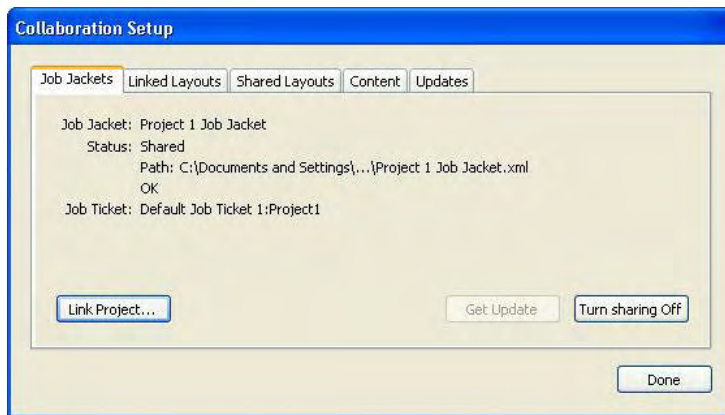 Collaboration Setup
Job Jackets Linked Layouts Shared Layouts Content Updates
Job Jacket: Project 1 Job Jacket
Status: Shared
Path: C:\Documents and Settings\...\Project 1 Job Jacket.xml
OK
Job Ticket: Default Job Ticket 1:Project1
Link Project... Get Update Turn sharing Off
Done